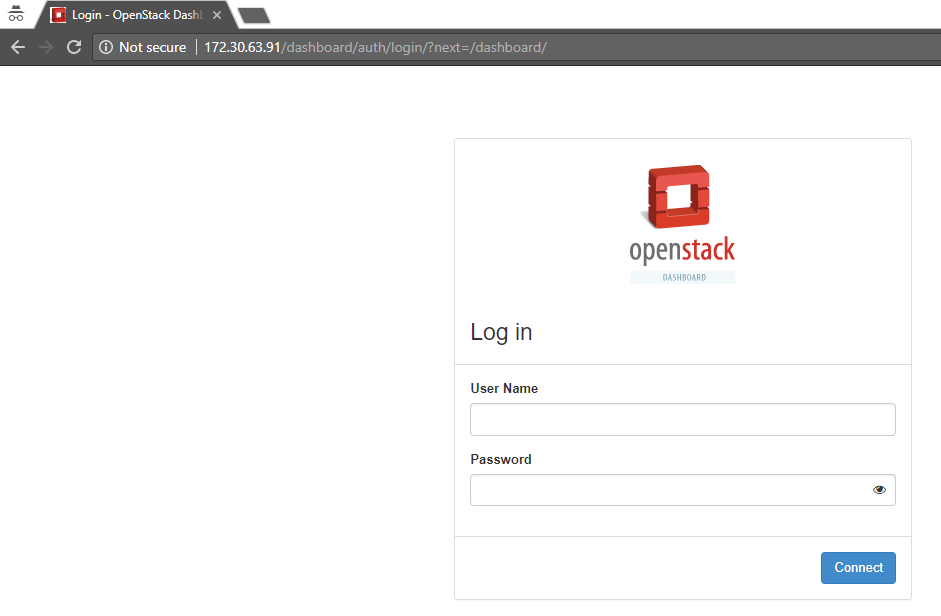 Login - OpenStack Dashb
Not secure 172.30.63.91/dashboard/auth/login/?next=/dashboard/
openstack
DASHBOARD
Log in
User Name
Password
Connect